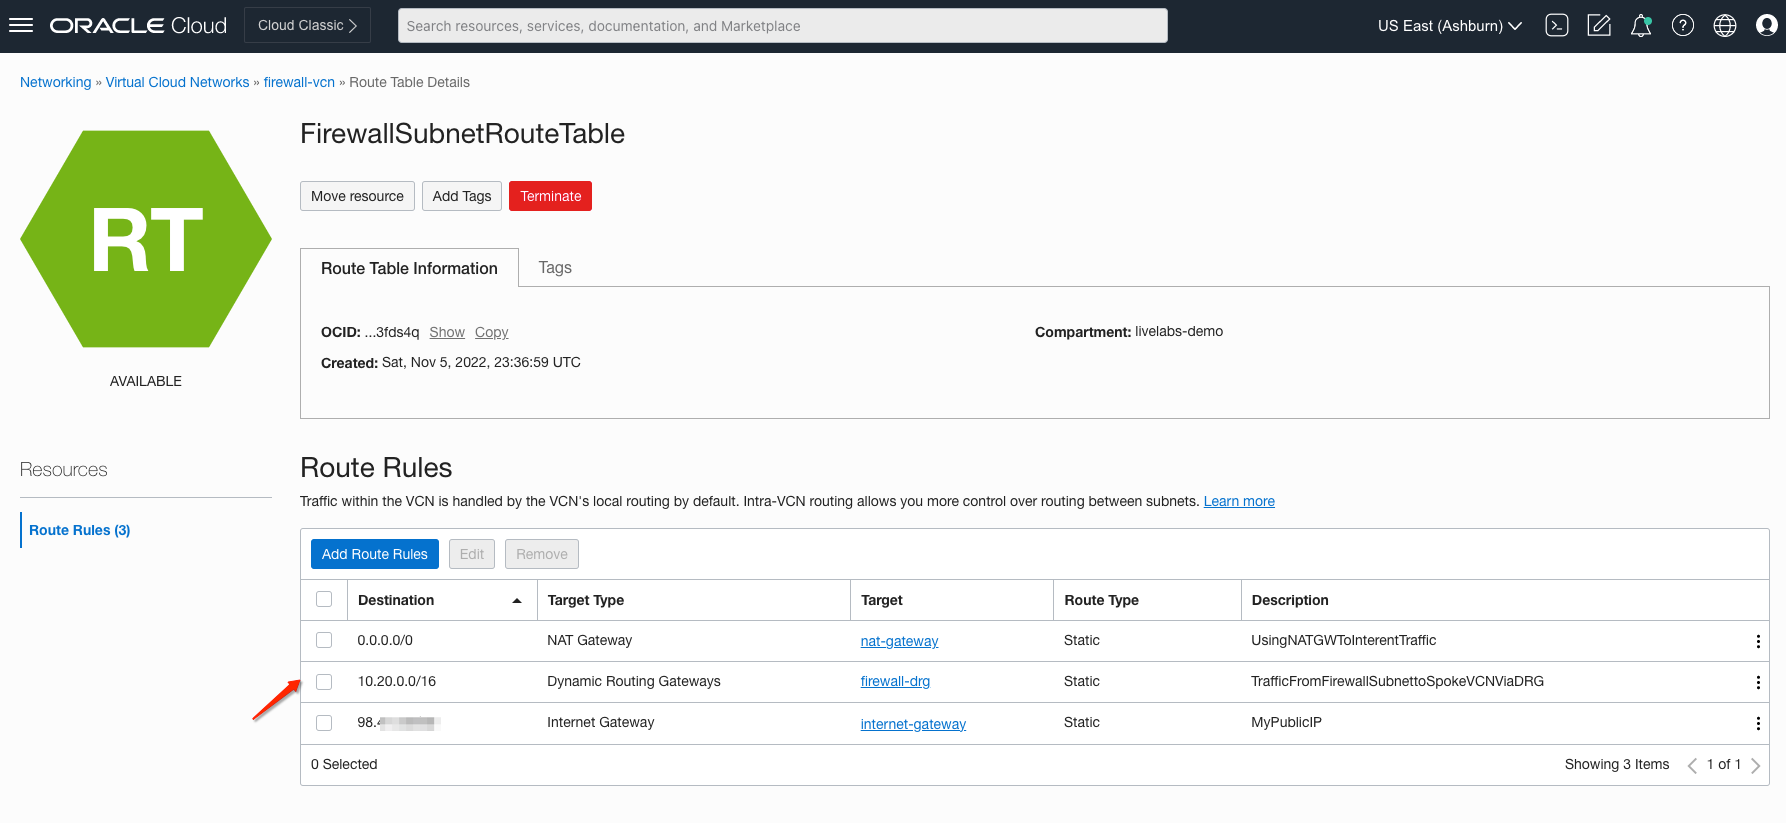 ORACLE Cloud
Cloud Classic
Search resources, services, documentation, and Marketplace
US East (Ashburn)
Networking » Virtual Cloud Networks » firewall-vcn » Route Table Details
RT
AVAILABLE
FirewallSubnetRouteTable
Move resource
Add Tags
Terminate
Route Table Information
Tags
OCID: ...3fds4q Show Copy
Compartment: livelabs-demo
Created: Sat, Nov 5, 2022, 23:36:59 UTC
Resources
Route Rules (3)
Route Rules
Traffic within the VCN is handled by the VCN's local routing by default. Intra-VCN routing allows you more control over routing between subnets. Learn more
Add Route Rules
Edit
Remove
Destination Target Type Target Route Type Description
0.0.0.0/0 NAT Gateway nat-gateway Static UsingNATGWToInterentTraffic
10.20.0.0/16 Dynamic Routing Gateways firewall-drg Static TrafficFromFirewallSubnettoSpokeVCNViaDRG
98. Internet Gateway internet-gateway Static MyPublicIP
0 Selected
Showing 3 Items
1 of 1